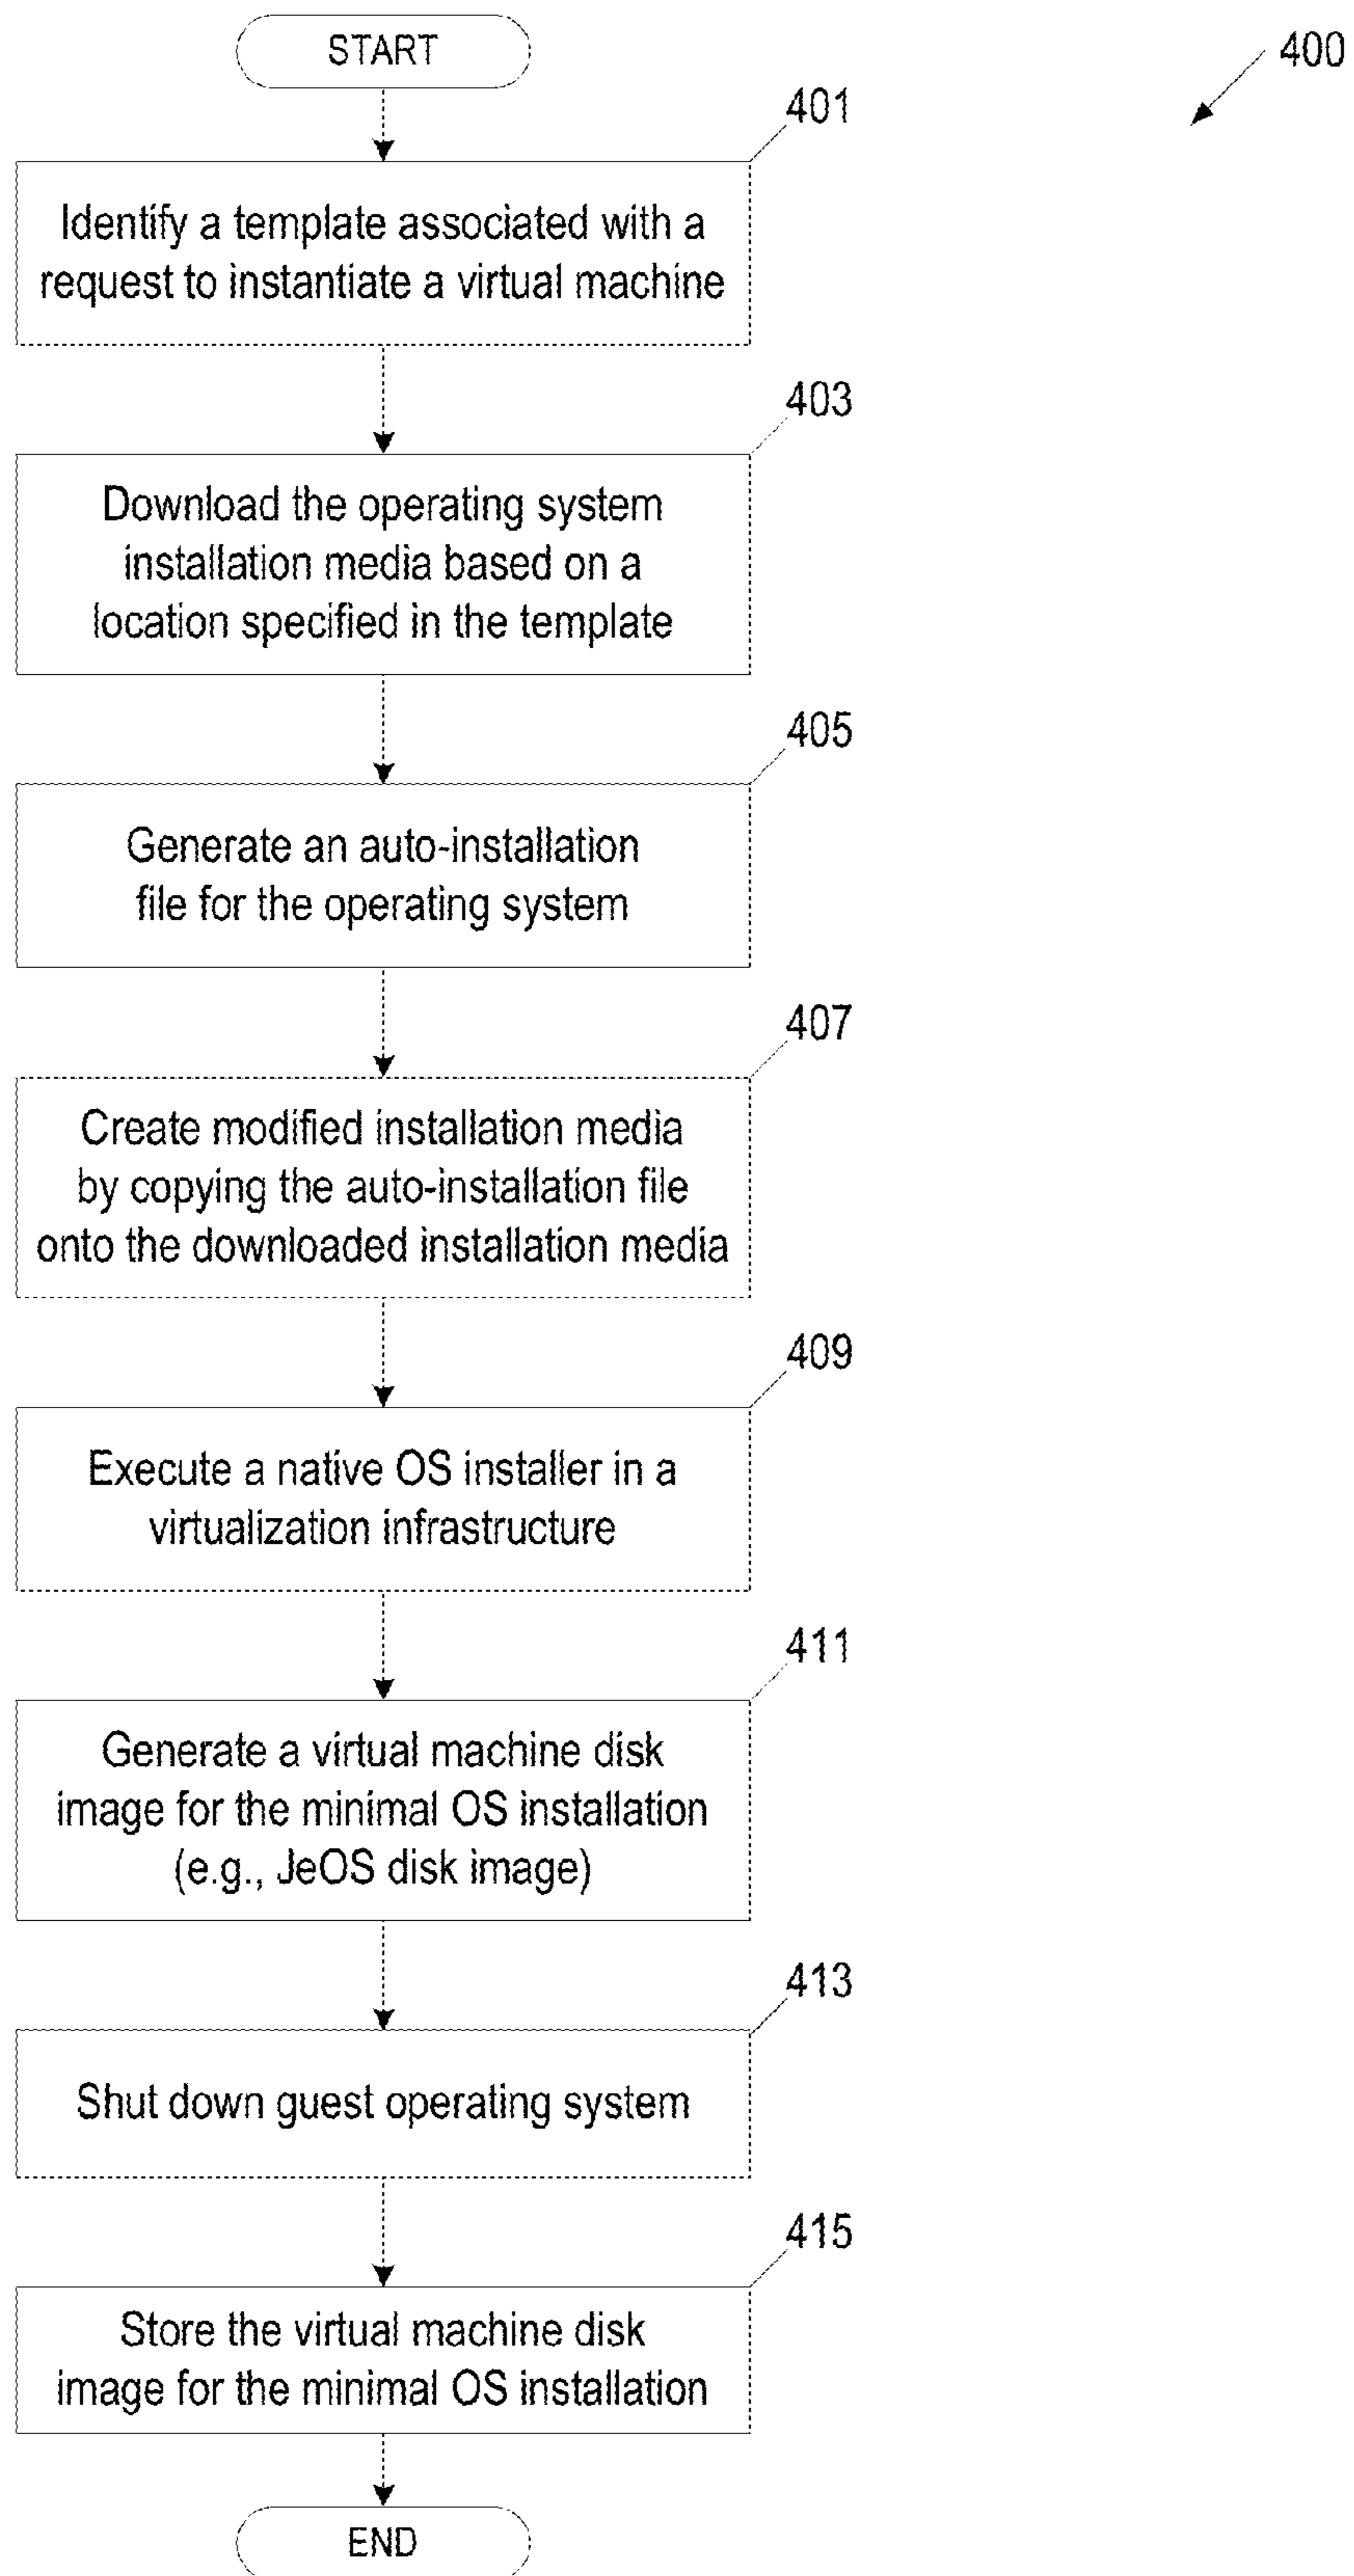 START
400
401
Identify a template associated with a
request to instantiate a virtual machine
403
Download the operating system
installation media based on a
location specified in the template
405
Generate an auto-installation
file for the operating system
407
Create modified installation media
by copying the auto-installation file
onto the downloaded installation media
409
Execute a native OS installer in a
virtualization infrastructure
411
Generate a virtual machine disk
image for the minimal OS installation
(e.g., JeOS disk image)
413
Shut down guest operating system
415
Store the virtual machine disk
image for the minimal OS installation
END